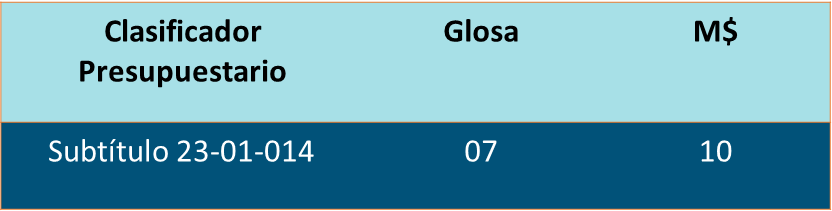 Clasificador Glosa M$
Presupuestario
Subtítulo 23-01-014 07 10